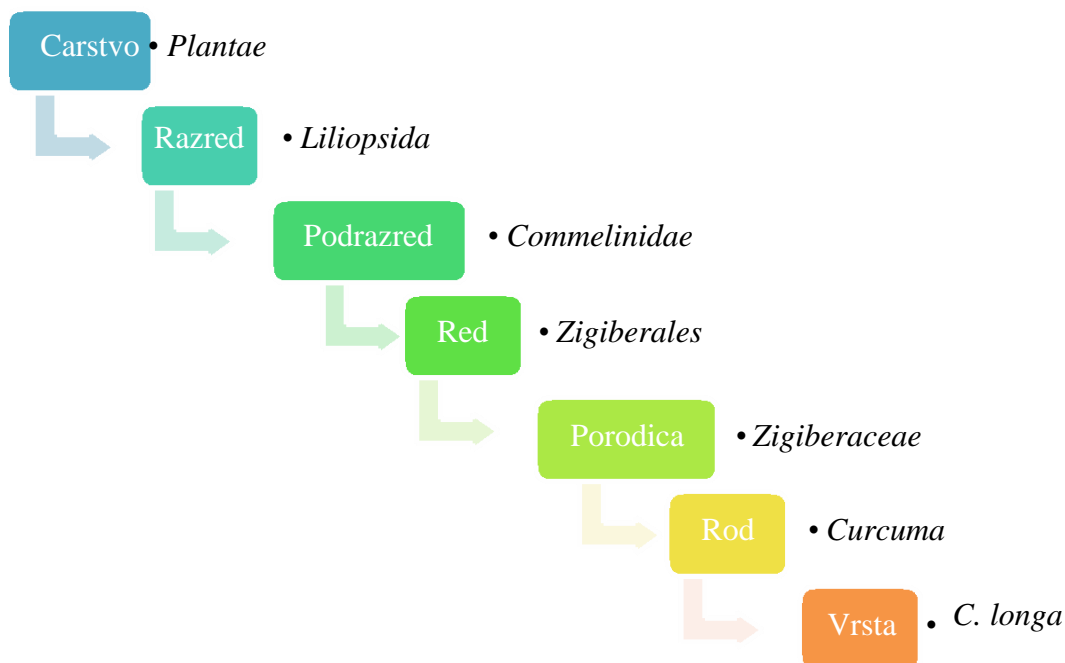 Carstvo • Plantae
Razred • Liliopsida
Podrazred • Commelinidae
Red • Zigiberales
Porodica • Zigiberaceae
Rod • Curcuma
Vrsta • C. longa